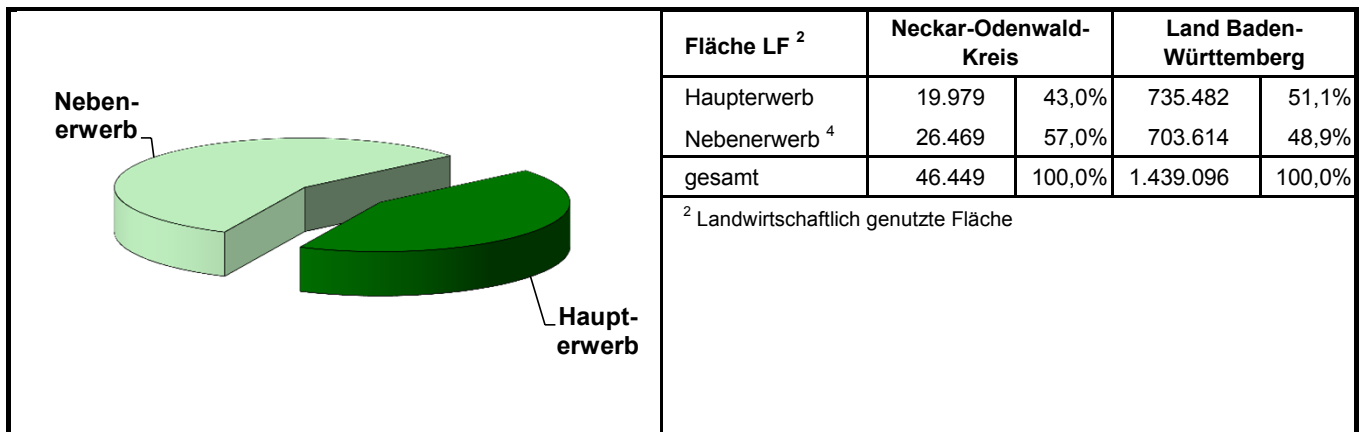 Neben-
erwerb
Haupt-
erwerb
Fläche LF ² Neckar-Odenwald- Land Baden-
Kreis Württemberg
Haupterwerb 19.979 43,0% 735.482 51,1%
Nebenerwerb ⁴ 26.469 57,0% 703.614 48,9%
gesamt 46.449 100,0% 1.439.096 100,0%
² Landwirtschaftlich genutzte Fläche